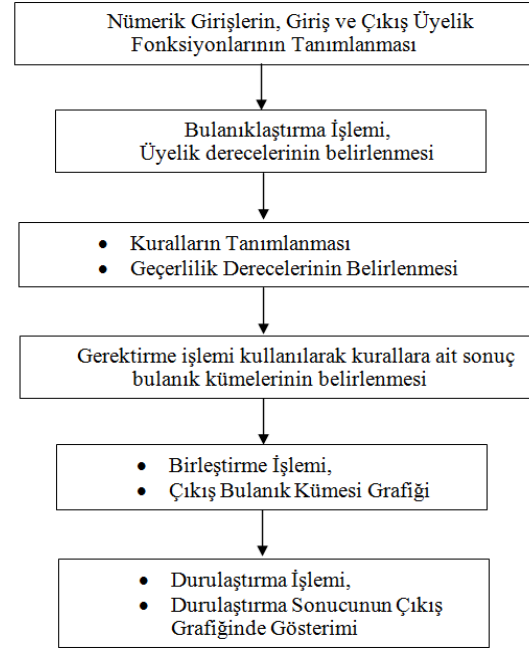 Nümerik Girişlerin, Giriş ve Çıkış Üyelik
Fonksiyonlarının Tanımlanması
Bulanıklaştırma İşlemi,
Üyelik derecelerinin belirlenmesi
• Kuralların Tanımlanması
• Geçerlilik Derecelerinin Belirlenmesi
Gerektirme işlemi kullanılarak kurallara ait sonuç
bulanık kümelerinin belirlenmesi
• Birleştirme İşlemi,
• Çıkış Bulanık Kümesi Grafiği
• Durulaştırma İşlemi,
• Durulaştırma Sonucunun Çıkış
Grafiğinde Gösterimi